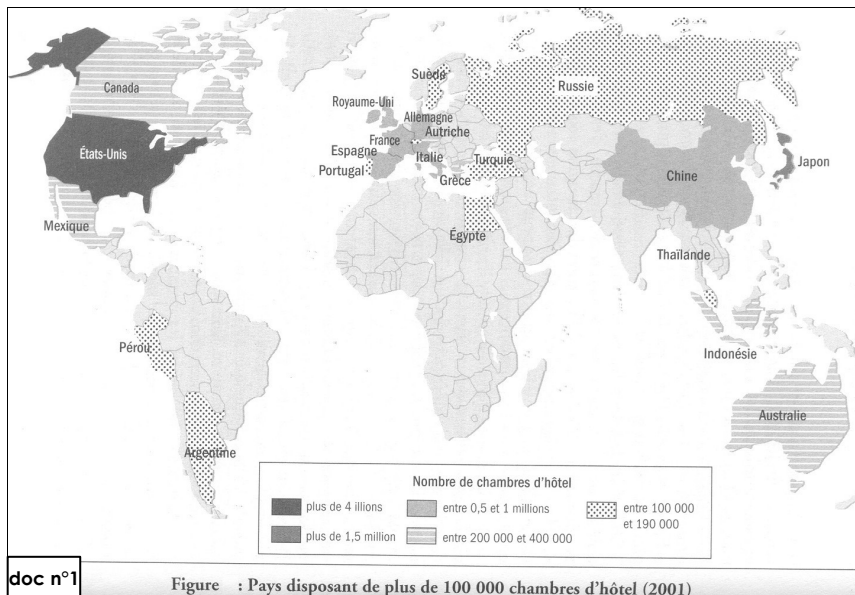 Canada
États-Unis
Mexique
Pérou
Argentine
Suède
Russie
Royaume-Uni
Allemagne
Autriche
France
Espagne
Italie
Turquie
Portugal
Grèce
Égypte
Chine
Japon
Thaïlande
Indonésie
Australie
Nombre de chambres d'hôtel
plus de 4 illions
entre 0,5 et 1 millions
entre 100 000
et 190 000
plus de 1,5 million
entre 200 000 et 400 000
doc n°1
Figure : Pays disposant de plus de 100 000 chambres d'hôtel (2001)